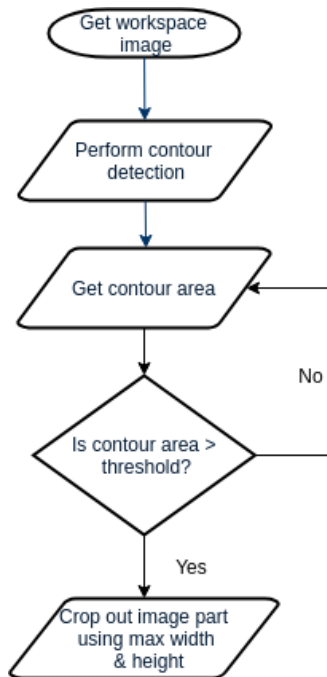 Get workspace
image
Perform contour
detection
Get contour area
No
Is contour area >
threshold?
Yes
Crop out image part
using max width
& height